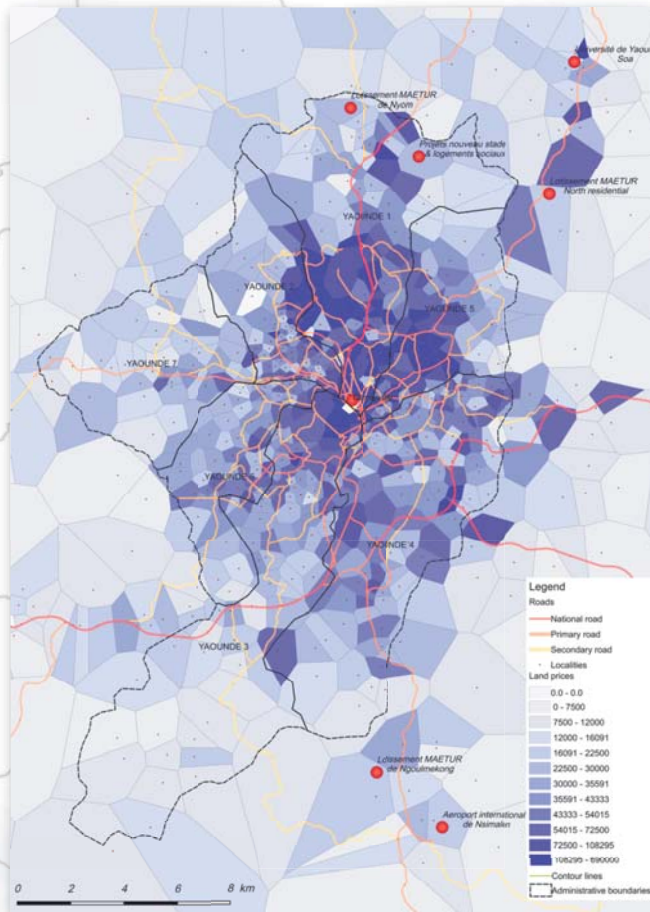 Université de Yaoun
Soa
Lotissement MAETUR
de Nyom
Projets nouveau stade
& logéments sociaux
Lotissement MAETUR
North residential
YAOUNDE 1
YAOUNDE 2
YAOUNDE 5
YAOUNDE 7
YAOUNDE
YAOUNDE 4
YAOUNDE 3
Lotissement MAETUR
de Ngoulmekong
Aeroport international
de Nsimalen
Legend
Roads
National road
Primary road
Secondary road
Localities
Land prices
0.0 - 0.0
0 - 7500
7500 - 12000
12000 - 16091
16091 - 22500
22500 - 30000
30000 - 35591
35591 - 43333
43333 - 54015
54015 - 72500
72500 - 108295
108295 - 690000
Contour lines
Administrative boundaries
0 2 4 6 8 km